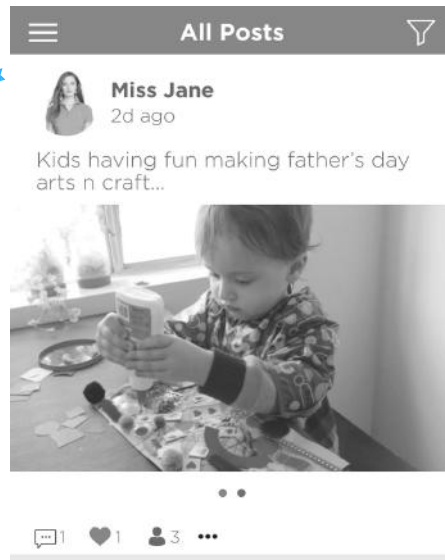 All Posts
Miss Jane
2d ago
Kids having fun making father's day
arts n craft...
1 1 3